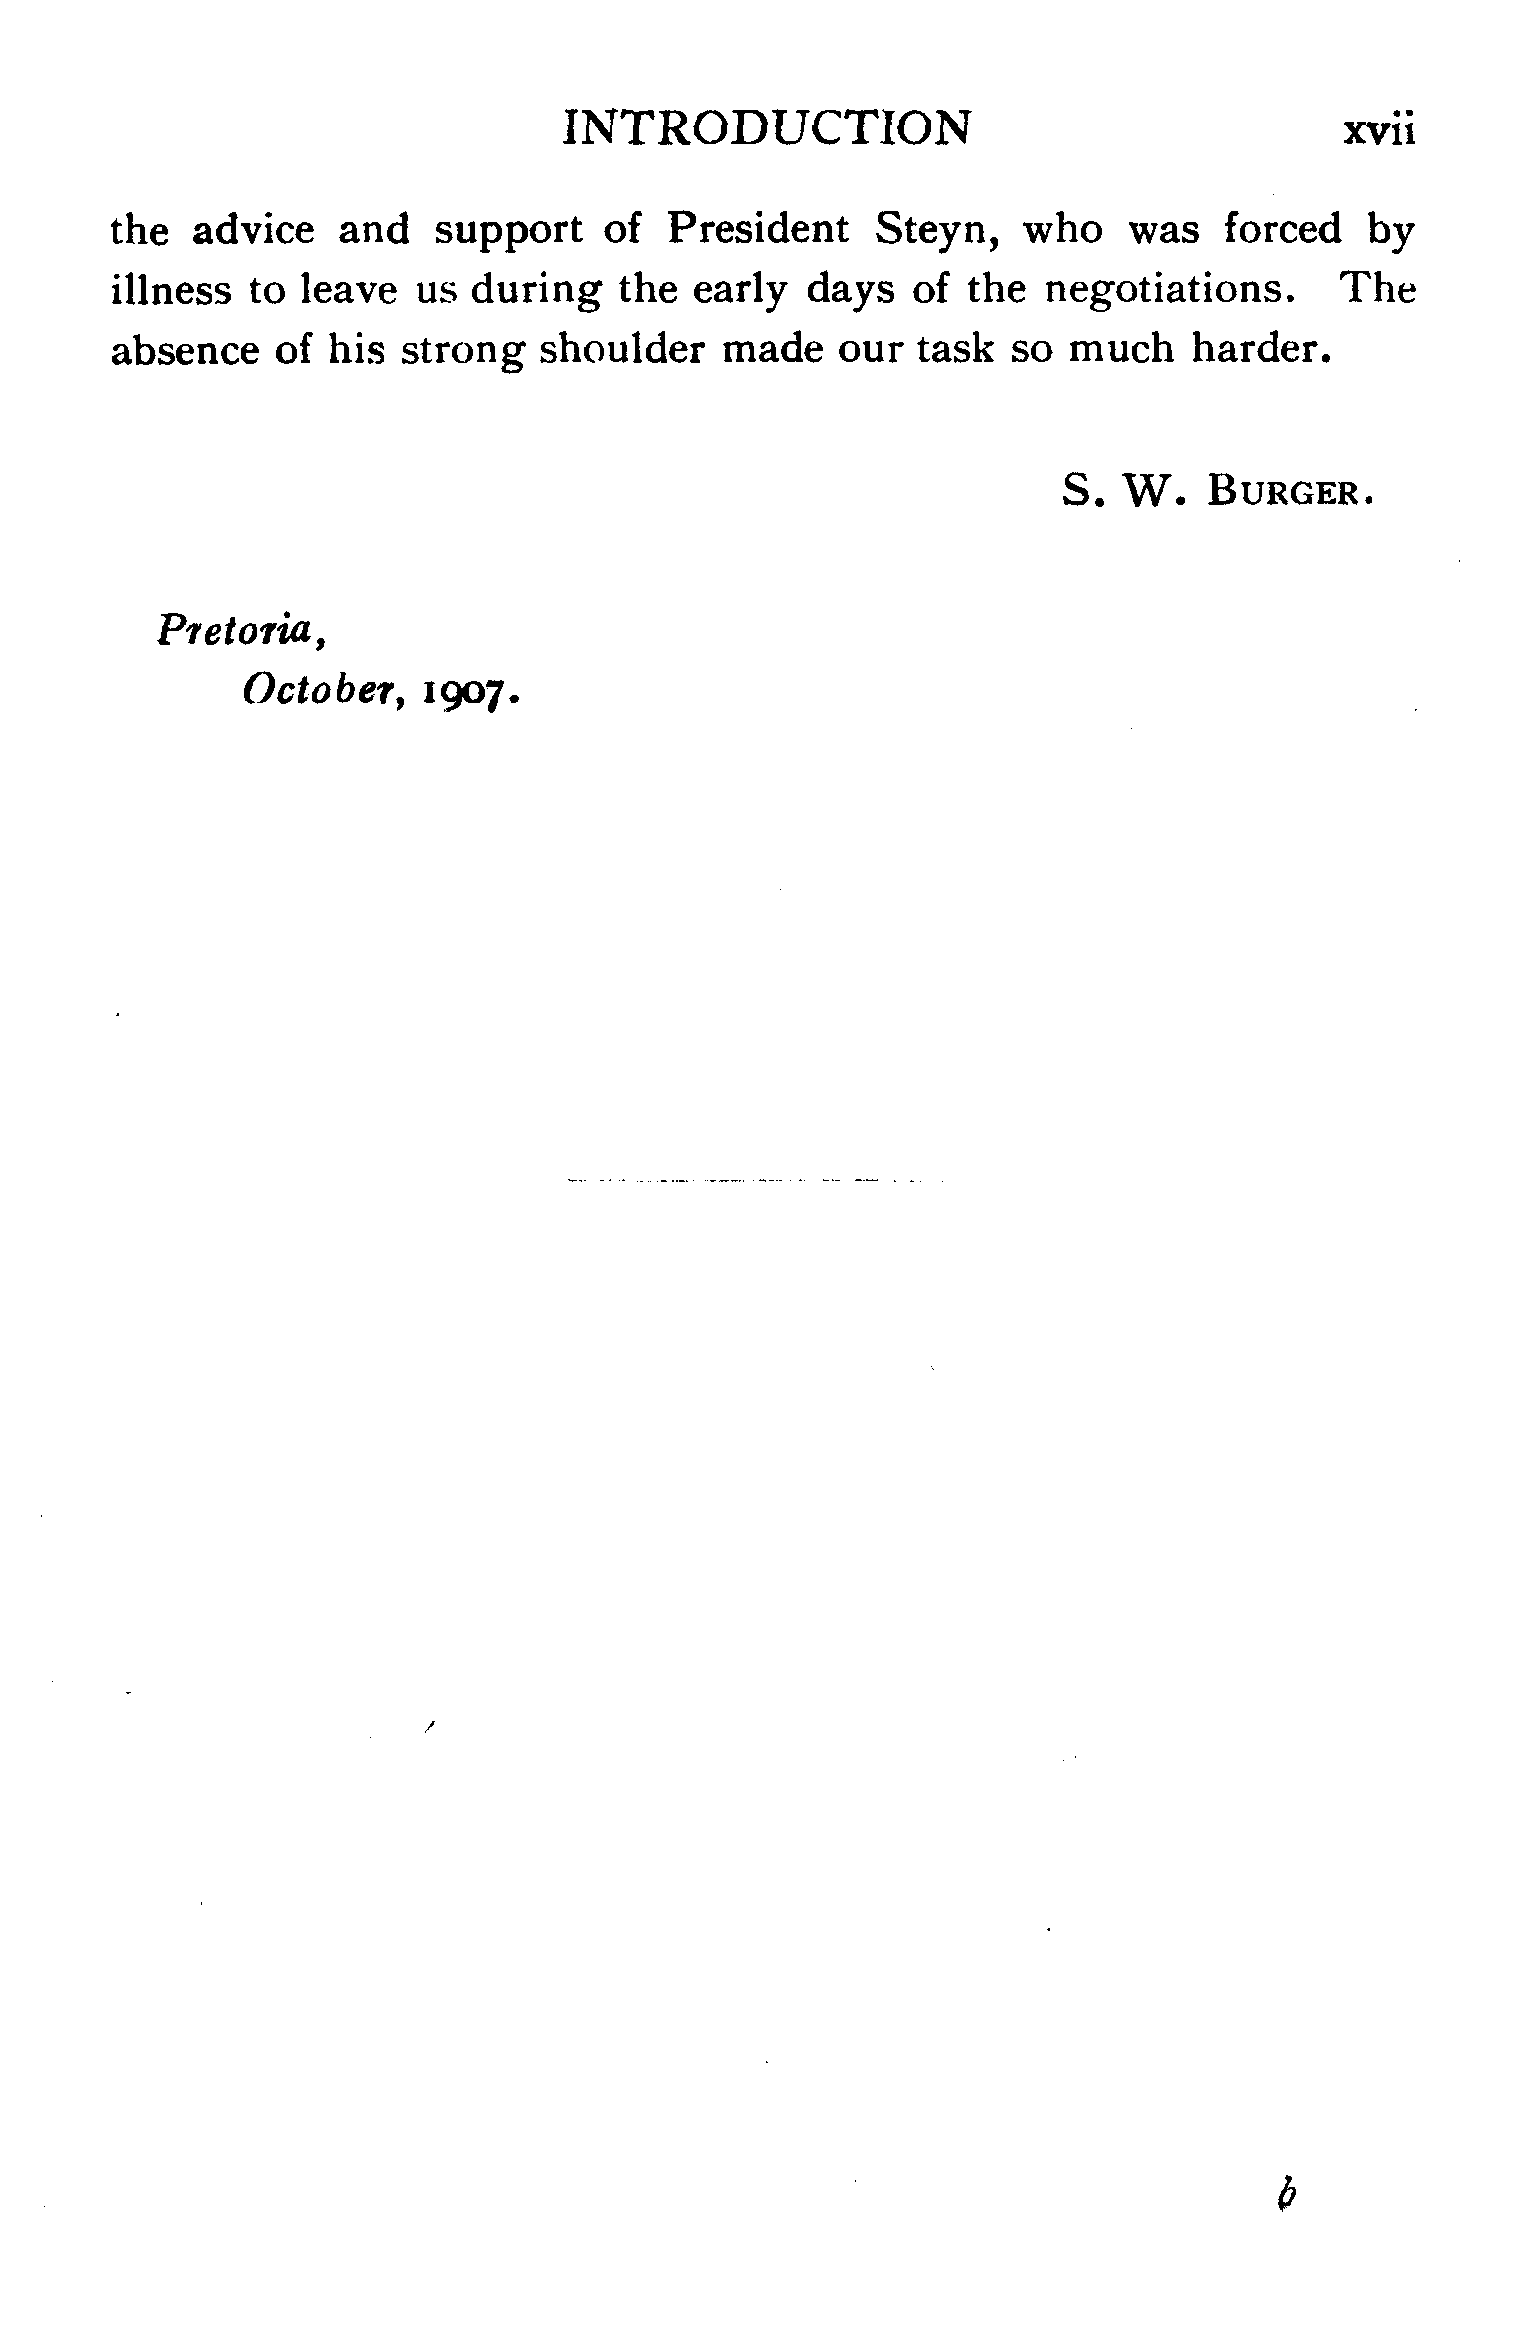 INTRODUCTION xvii
the advice and support of President Steyn, who was forced by
illness to leave us during the early days of the negotiations. The
absence of his strong shoulder made our task so much harder.
S. W. BURGER.
Pretoria,
October, 1907.
b